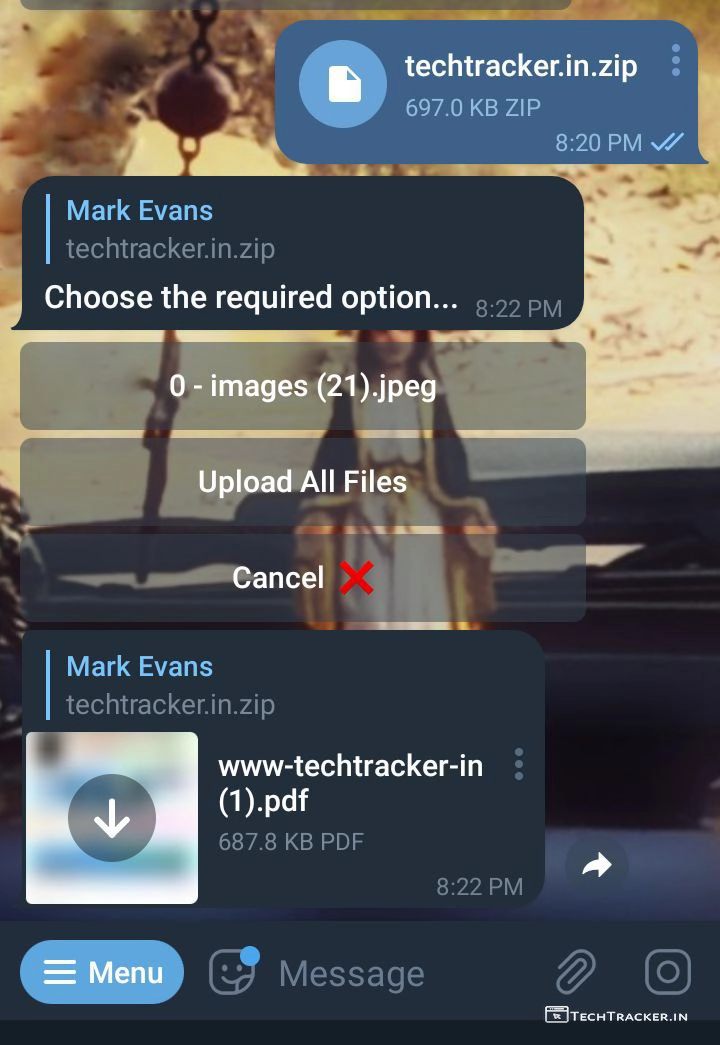 techtracker.in.zip
697.0 KB ZIP
8:20 PM
Mark Evans
techtracker.in.zip
Choose the required option... 8:22 PM
0 - images (21).jpeg
Upload All Files
Cancel ❌
Mark Evans
techtracker.in.zip
www-techtracker-in
(1).pdf
687.8 KB PDF
8:22 PM
Menu Message
TECHTRACKER.IN